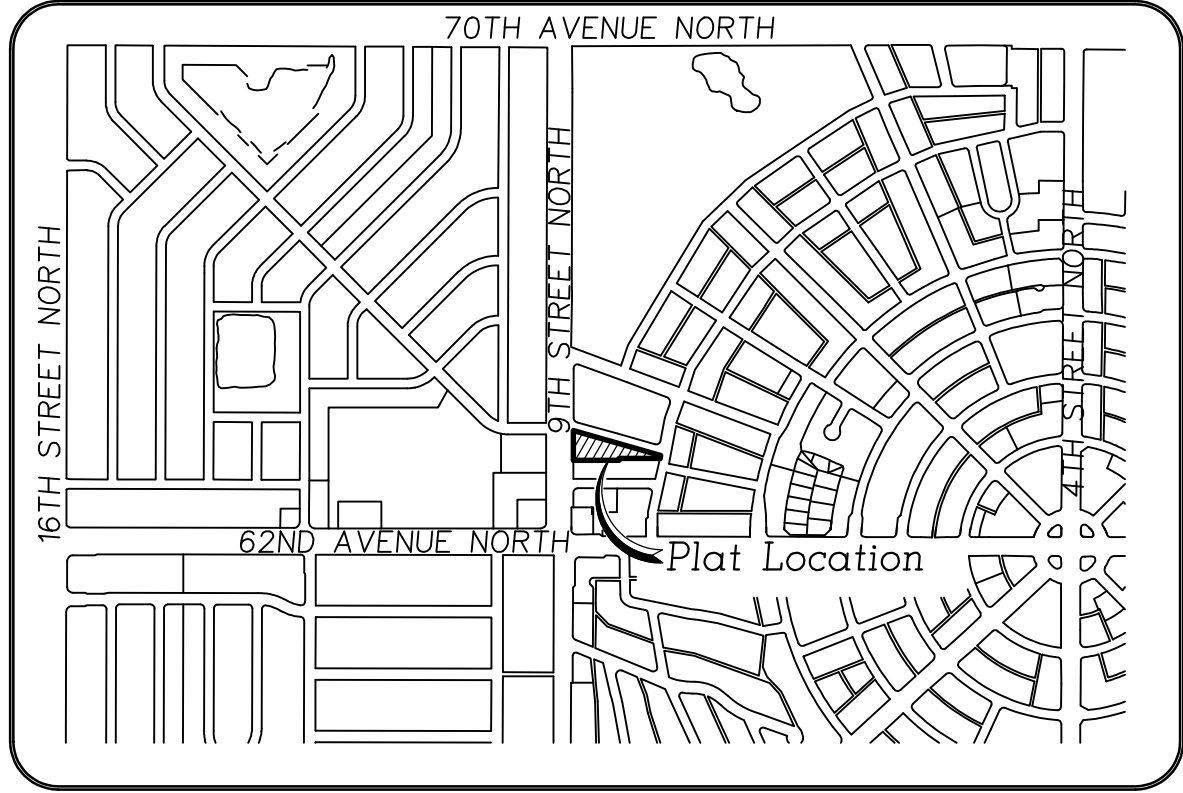 70TH AVENUE NORTH
16TH STREET NORTH
9TH STREET NORTH
4TH STREET NORTH
62ND AVENUE NORTH
Plat Location